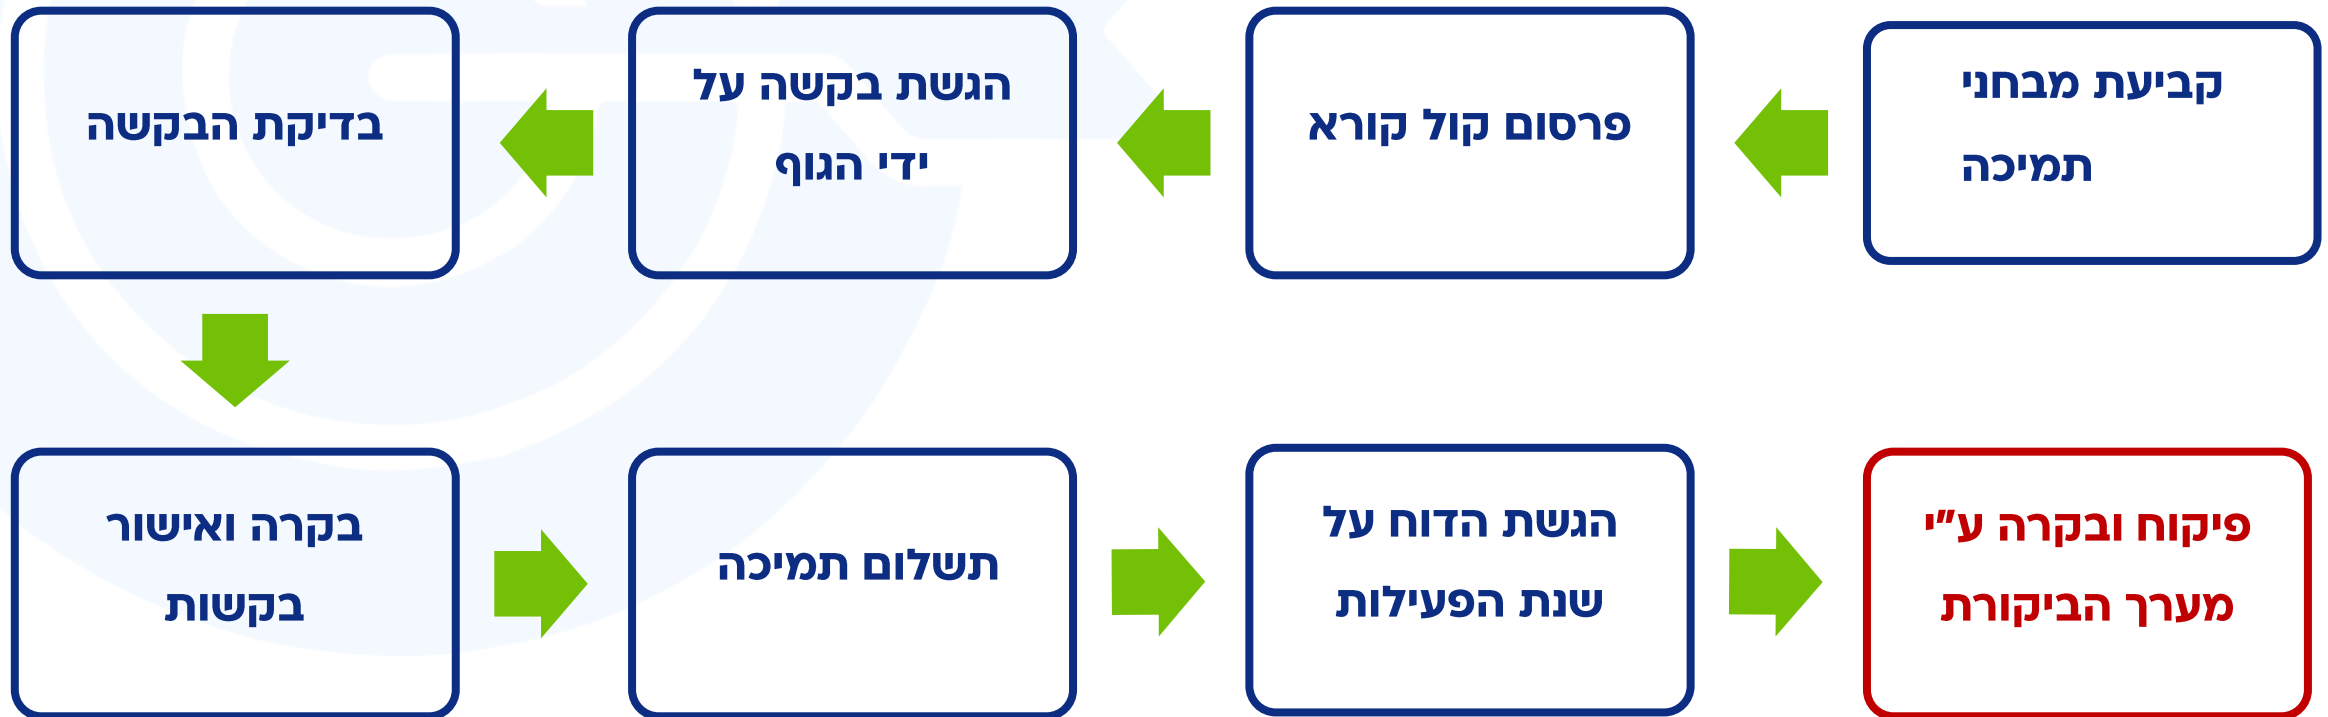 קביעת מבחני
תמיכה
פרסום קול קורא
הגשת בקשה על
ידי הגוף
בדיקת הבקשה
בקרה ואישור
בקשות
תשלום תמיכה
הגשת הדוח על
שנת הפעילות
פיקוח ובקרה ע"י
מערך הביקורת